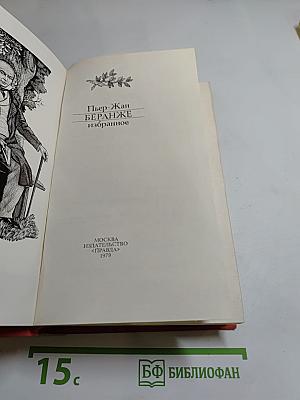 Пьер-Жан
БЕРАНЖЕ
избранное
МОСКВА
ИЗДАТЕЛЬСТВО
«ПРАВДА»
1979
15с
БФ БИБЛИОФАН